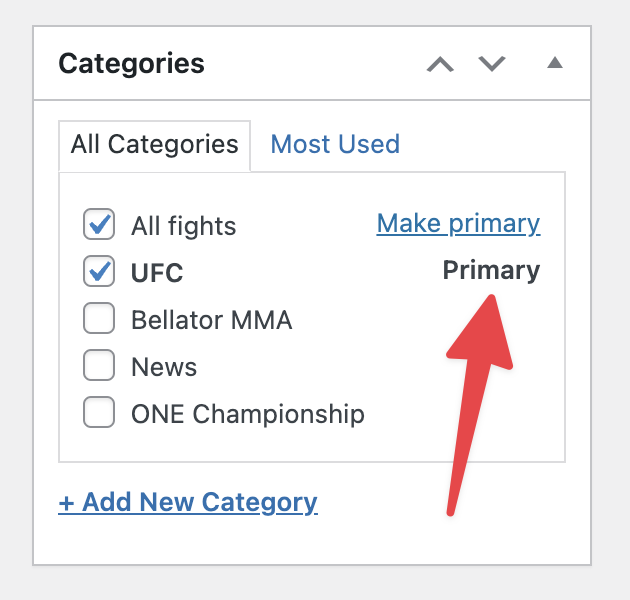 Categories
All Categories Most Used
All fights Make primary
UFC Primary
Bellator MMA
News
ONE Championship
+ Add New Category